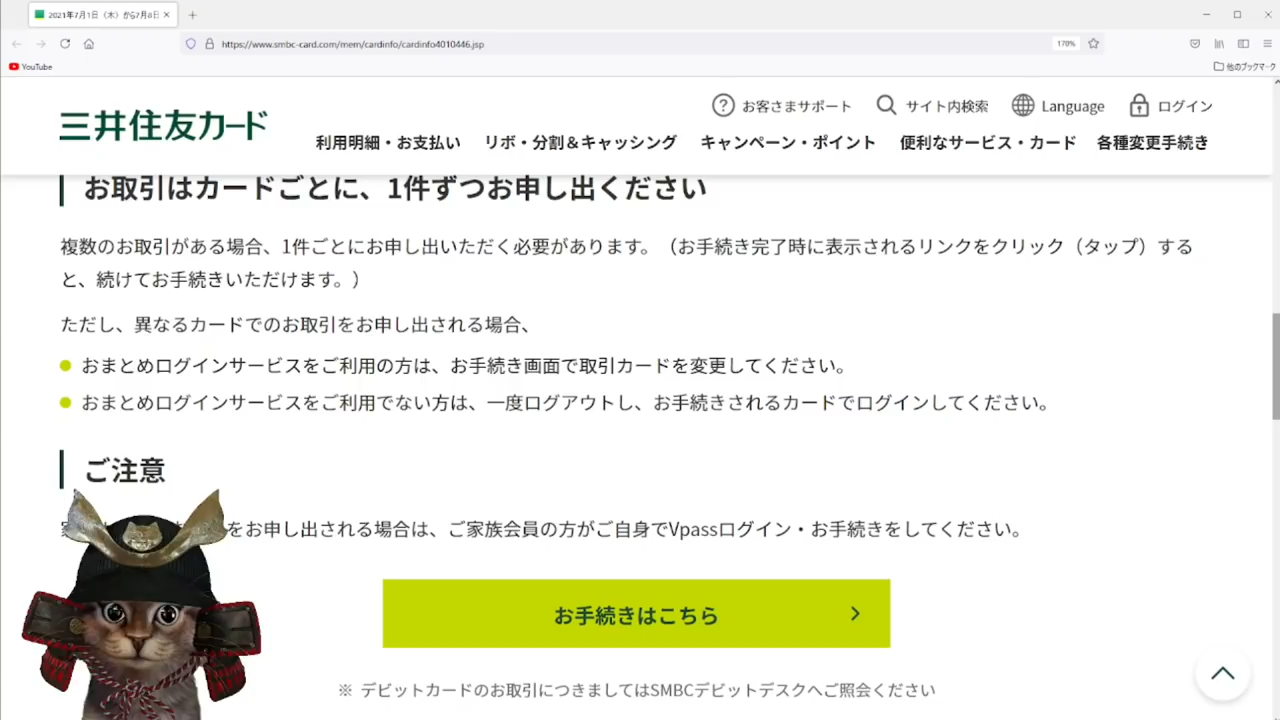 2021年7月1日（木）から7月8日
https://www.smbc-card.com/mem/cardinfo/cardinfo4010446.jsp
170%
YouTube
他のブックマーク
三井住友カード
お客さまサポート
サイト内検索
Language
ログイン
利用明細・お支払い
リボ・分割＆キャッシング
キャンペーン・ポイント
便利なサービス・カード
各種変更手続き
お取引はカードごとに、1件ずつお申し出ください
複数のお取引がある場合、1件ごとにお申し出いただく必要があります。（お手続き完了時に表示されるリンクをクリック（タップ）する
と、続けてお手続きいただけます。）
ただし、異なるカードでのお取引をお申し出される場合、
おまとめログインサービスをご利用の方は、お手続き画面で取引カードを変更してください。
おまとめログインサービスをご利用でない方は、一度ログアウトし、お手続きされるカードでログインしてください。
ご注意
をお申し出される場合は、ご家族会員の方がご自身でVpassログイン・お手続きをしてください。
お手続きはこちら
※ デビットカードのお取引につきましてはSMBCデビットデスクへご照会ください